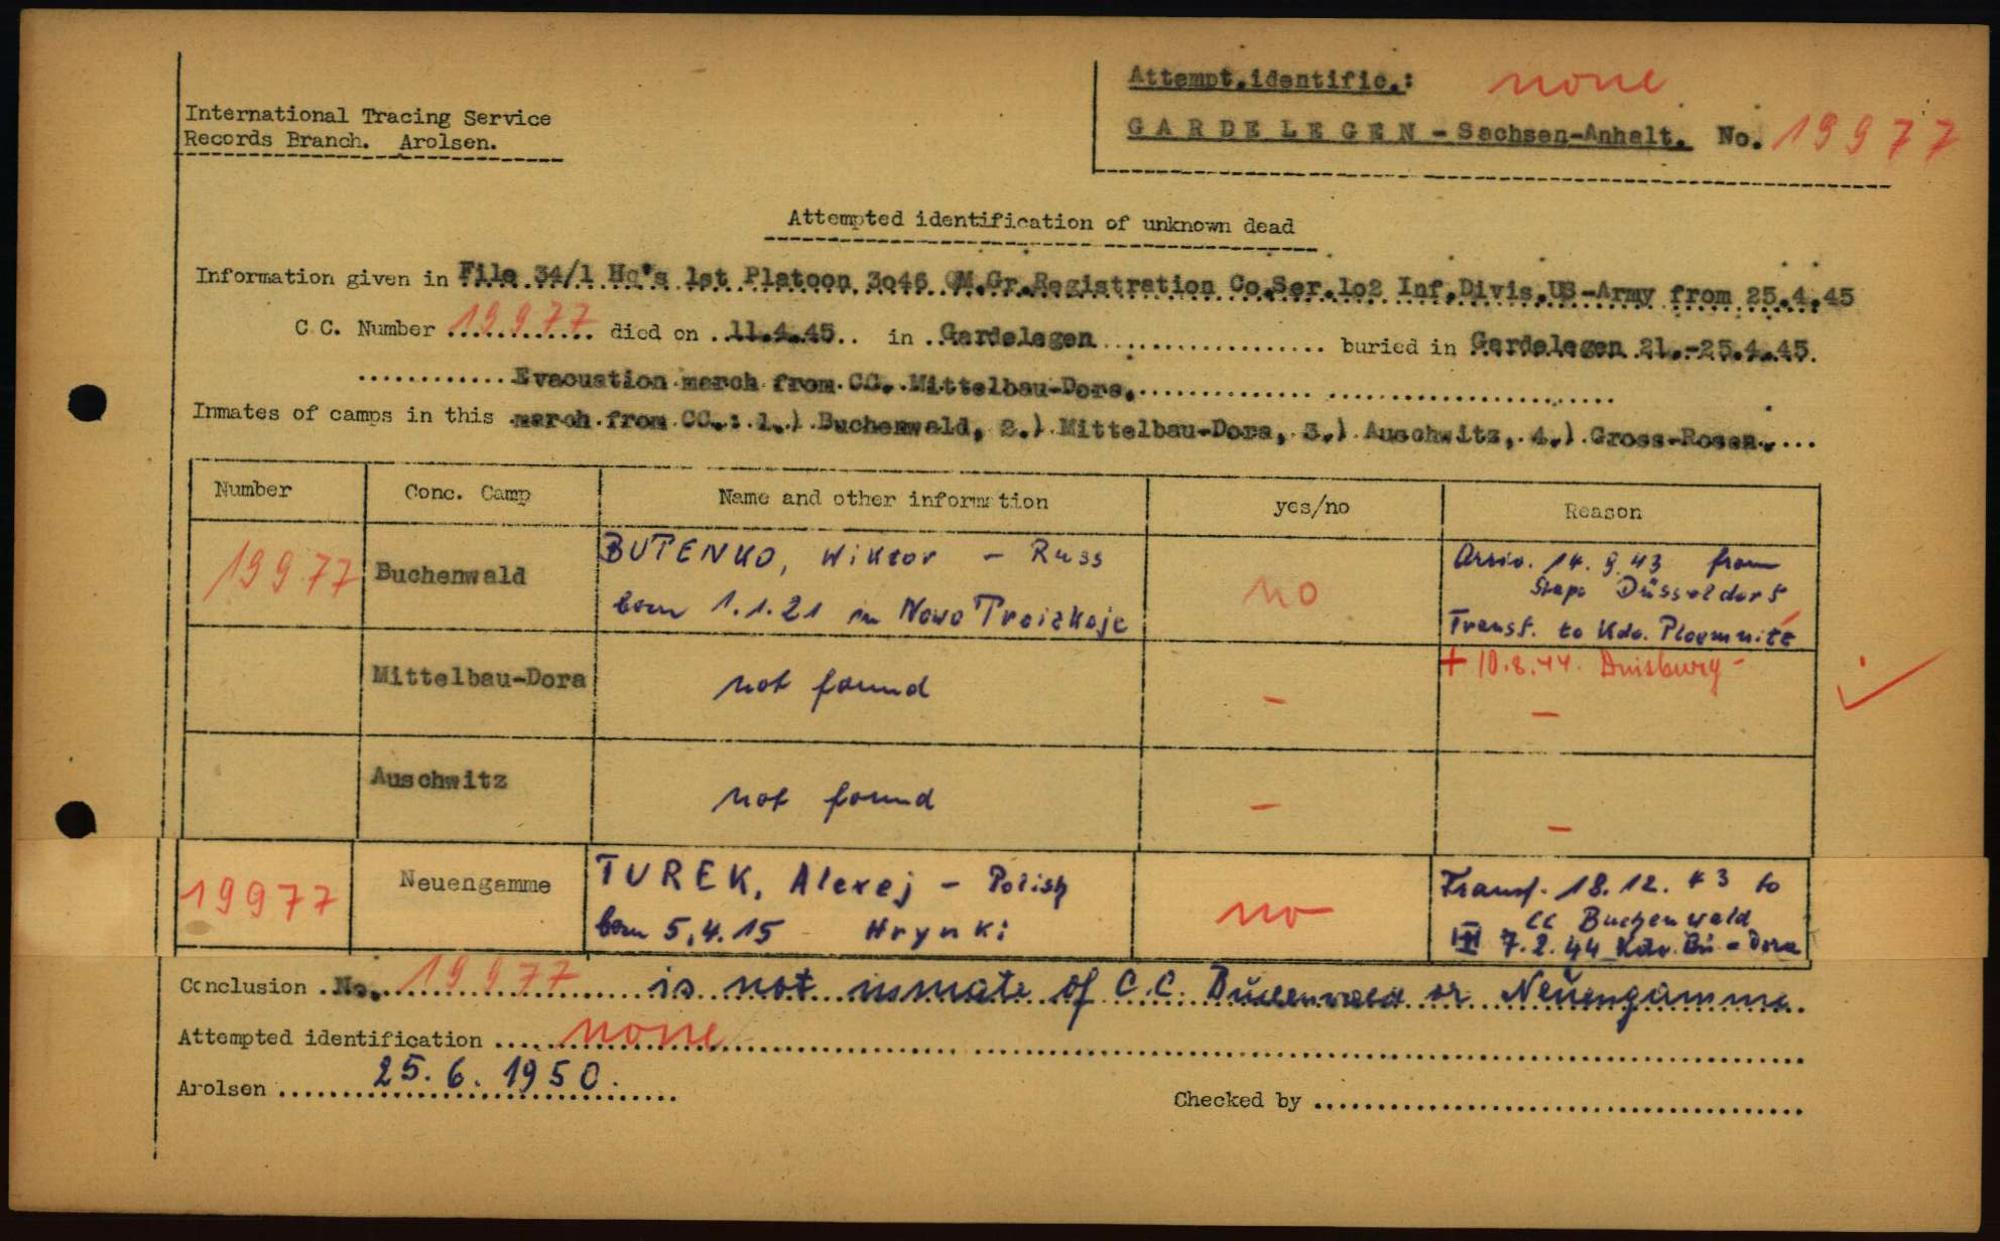 International Tracing Service
Records Branch. Arolsen.
Attempt.identific.: none
GARDELEGEN - Sachsen-Anhalt. No. 19977
Attempted identification of unknown dead
Information given in File 34/1 Hq's 1st Platoon 3o46 QM.Gr.Registration Co.Ser.1o2 Inf.Divis.US-Army from 25.4.45
C C. Number 19977 died on 11.4.45 in Gardelegen buried in Gardelegen 21.-25.4.45.
Evacuation march from CC. Mittelbau-Dora.
Inmates of camps in this march from CC.: 1.) Buchenwald, 2.) Mittelbau-Dora, 3.) Auschwitz, 4.) Gross-Rosen.
Number Conc. Camp Name and other information yes/no Reason
19977 Buchenwald BUTENKO, Wiktor - Russ no Arriv. 14. 9. 43 from
born 1.1.21 in Nowo Troizkoje Stapo Düsseldorf
Transf. to Kdo. Ploemnitz
+ 10.8.44. Duisburg -
Mittelbau-Dora not found - -
Auschwitz not found - -
19977 Neuengamme TUREK, Alexej - Polish no Transf. 18.12.43 to
born 5.4.15 Hrynki CC Buchenwald
7.2.44 Kdo. Bu-Dora
Conclusion No. 19977 is not inmate of C.C. Buchenwald or Neuengamme.
Attempted identification none
Arolsen 25.6.1950.
Checked by